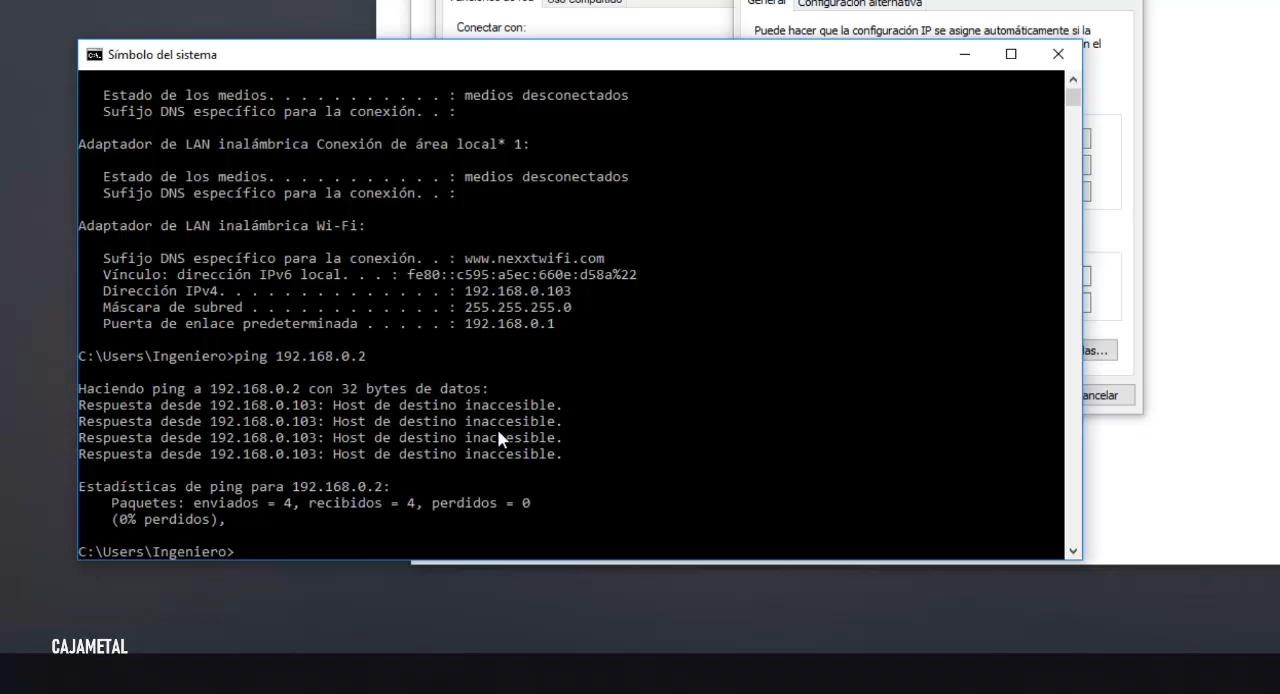 Funciones de red
Uso compartido
General
Configuración alternativa
Conectar con:
Puede hacer que la configuración IP se asigne automáticamente si la
en el
Símbolo del sistema
Estado de los medios. . . . . . . . . . . : medios desconectados
Sufijo DNS específico para la conexión. . :
Adaptador de LAN inalámbrica Conexión de área local* 1:
Estado de los medios. . . . . . . . . . . : medios desconectados
Sufijo DNS específico para la conexión. . :
Adaptador de LAN inalámbrica Wi-Fi:
Sufijo DNS específico para la conexión. . : www.nexxtwifi.com
Vínculo: dirección IPv6 local. . . : fe80::c595:a5ec:660e:d58a%22
Dirección IPv4. . . . . . . . . . . . . . : 192.168.0.103
Máscara de subred . . . . . . . . . . . . : 255.255.255.0
Puerta de enlace predeterminada . . . . . : 192.168.0.1
C:\Users\Ingeniero>ping 192.168.0.2
Haciendo ping a 192.168.0.2 con 32 bytes de datos:
Respuesta desde 192.168.0.103: Host de destino inaccesible.
Respuesta desde 192.168.0.103: Host de destino inaccesible.
Respuesta desde 192.168.0.103: Host de destino inaccesible.
Respuesta desde 192.168.0.103: Host de destino inaccesible.
Estadísticas de ping para 192.168.0.2:
Paquetes: enviados = 4, recibidos = 4, perdidos = 0
(0% perdidos),
C:\Users\Ingeniero>
las...
ancelar
CAJAMETAL